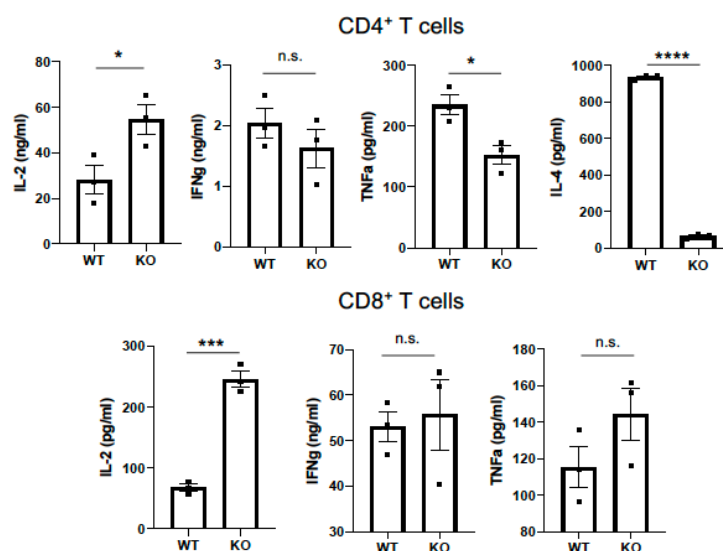 CD4⁺ T cells
*
80
60
40
20
0
IL-2 (ng/ml)
WT KO
n.s.
3
2
1
0
IFNg (ng/ml)
WT KO
*
300
200
100
0
TNFa (pg/ml)
WT KO
****
1000
800
600
400
200
0
IL-4 (pg/ml)
WT KO
CD8⁺ T cells
***
300
200
100
0
IL-2 (pg/ml)
WT KO
n.s.
70
60
50
40
30
IFNg (ng/ml)
WT KO
n.s.
180
160
140
120
100
80
TNFa (pg/ml)
WT KO